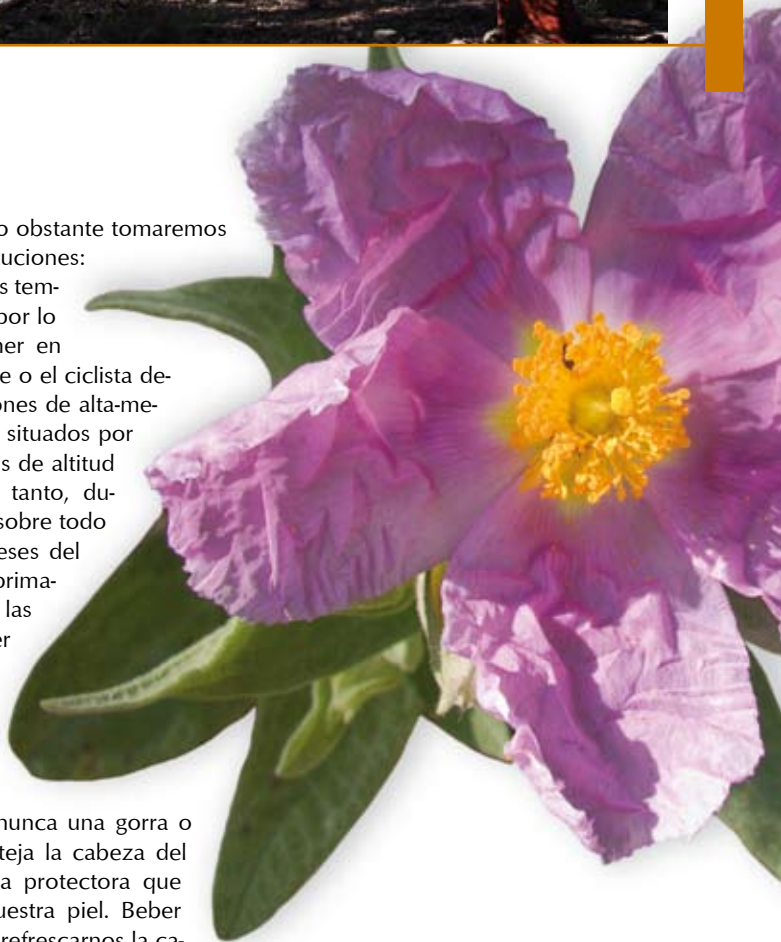 o obstante tomaremos
uciones:
s tem-
por lo
er en
e o el ciclista de-
nes de alta-me-
situados por
s de altitud
tanto, du-
sobre todo
eses del
prima-
las
er
nunca una gorra o
teja la cabeza del
a protectora que
uestra piel. Beber
refrescarnos la ca-